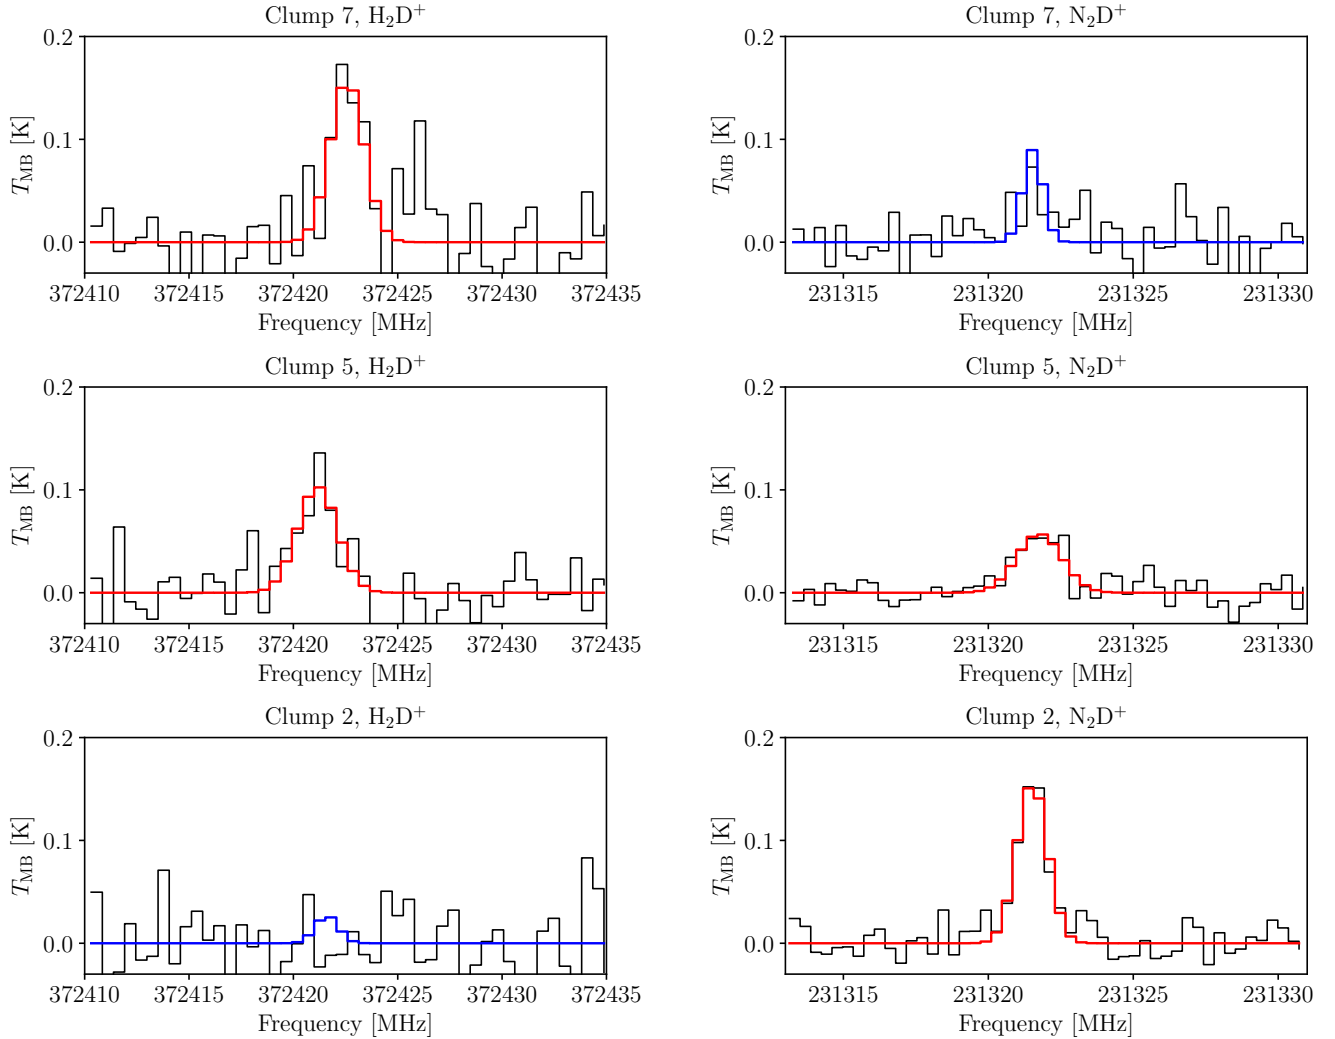 Clump 7, H₂D⁺
0.2
0.1
0.0
T_MB [K]
372410 372415 372420 372425 372430 372435
Frequency [MHz]
Clump 7, N₂D⁺
0.2
0.1
0.0
T_MB [K]
231315 231320 231325 231330
Frequency [MHz]
Clump 5, H₂D⁺
0.2
0.1
0.0
T_MB [K]
372410 372415 372420 372425 372430 372435
Frequency [MHz]
Clump 5, N₂D⁺
0.2
0.1
0.0
T_MB [K]
231315 231320 231325 231330
Frequency [MHz]
Clump 2, H₂D⁺
0.2
0.1
0.0
T_MB [K]
372410 372415 372420 372425 372430 372435
Frequency [MHz]
Clump 2, N₂D⁺
0.2
0.1
0.0
T_MB [K]
231315 231320 231325 231330
Frequency [MHz]